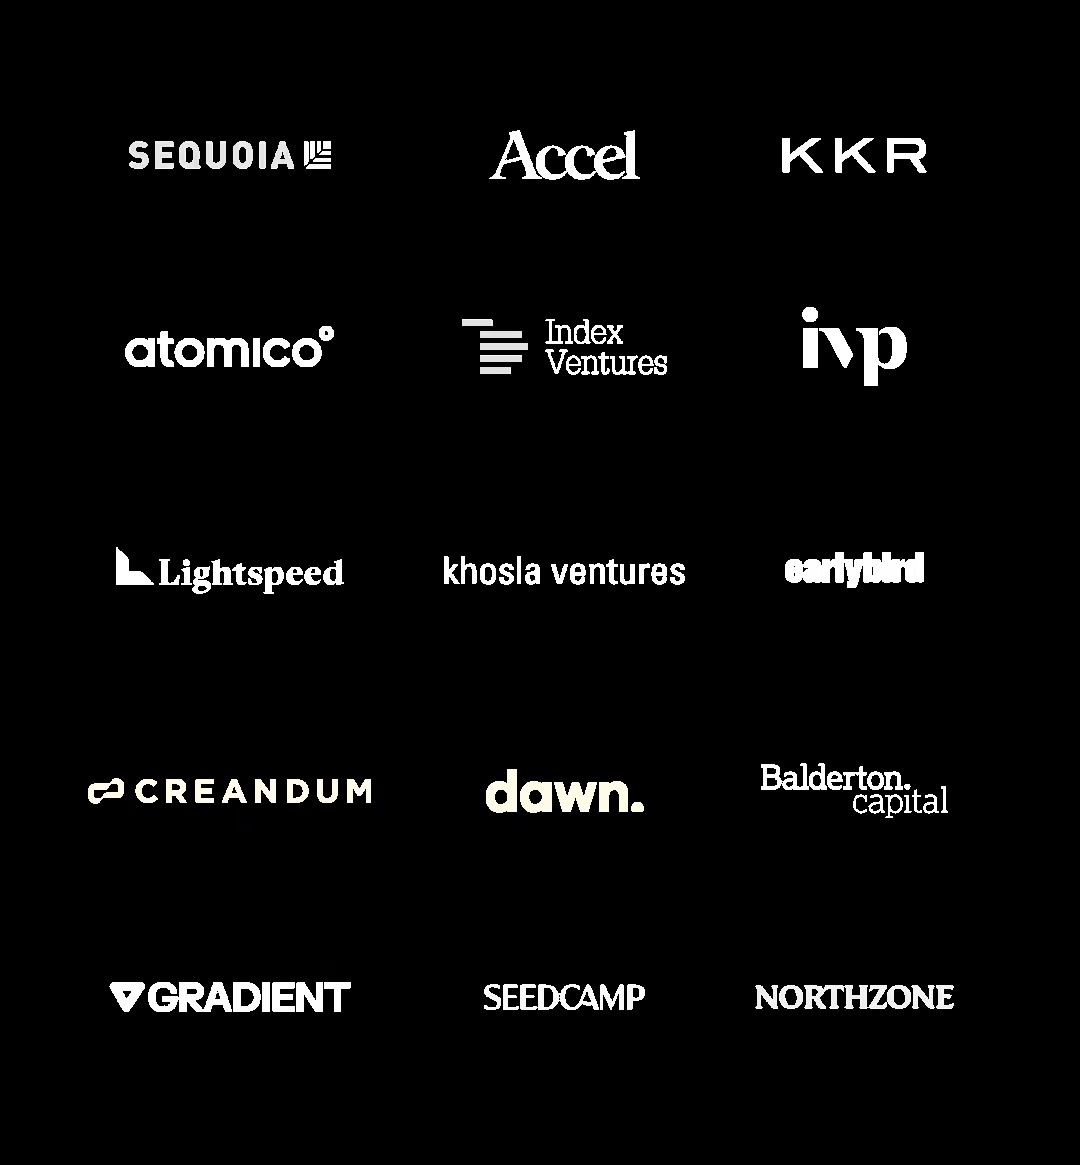 SEQUOIA
Accel
KKR
atomico
Index
Ventures
ivp
Lightspeed
khosla ventures
earlybird
CREANDUM
dawn.
Balderton.
capital
GRADIENT
SEEDCAMP
NORTHZONE